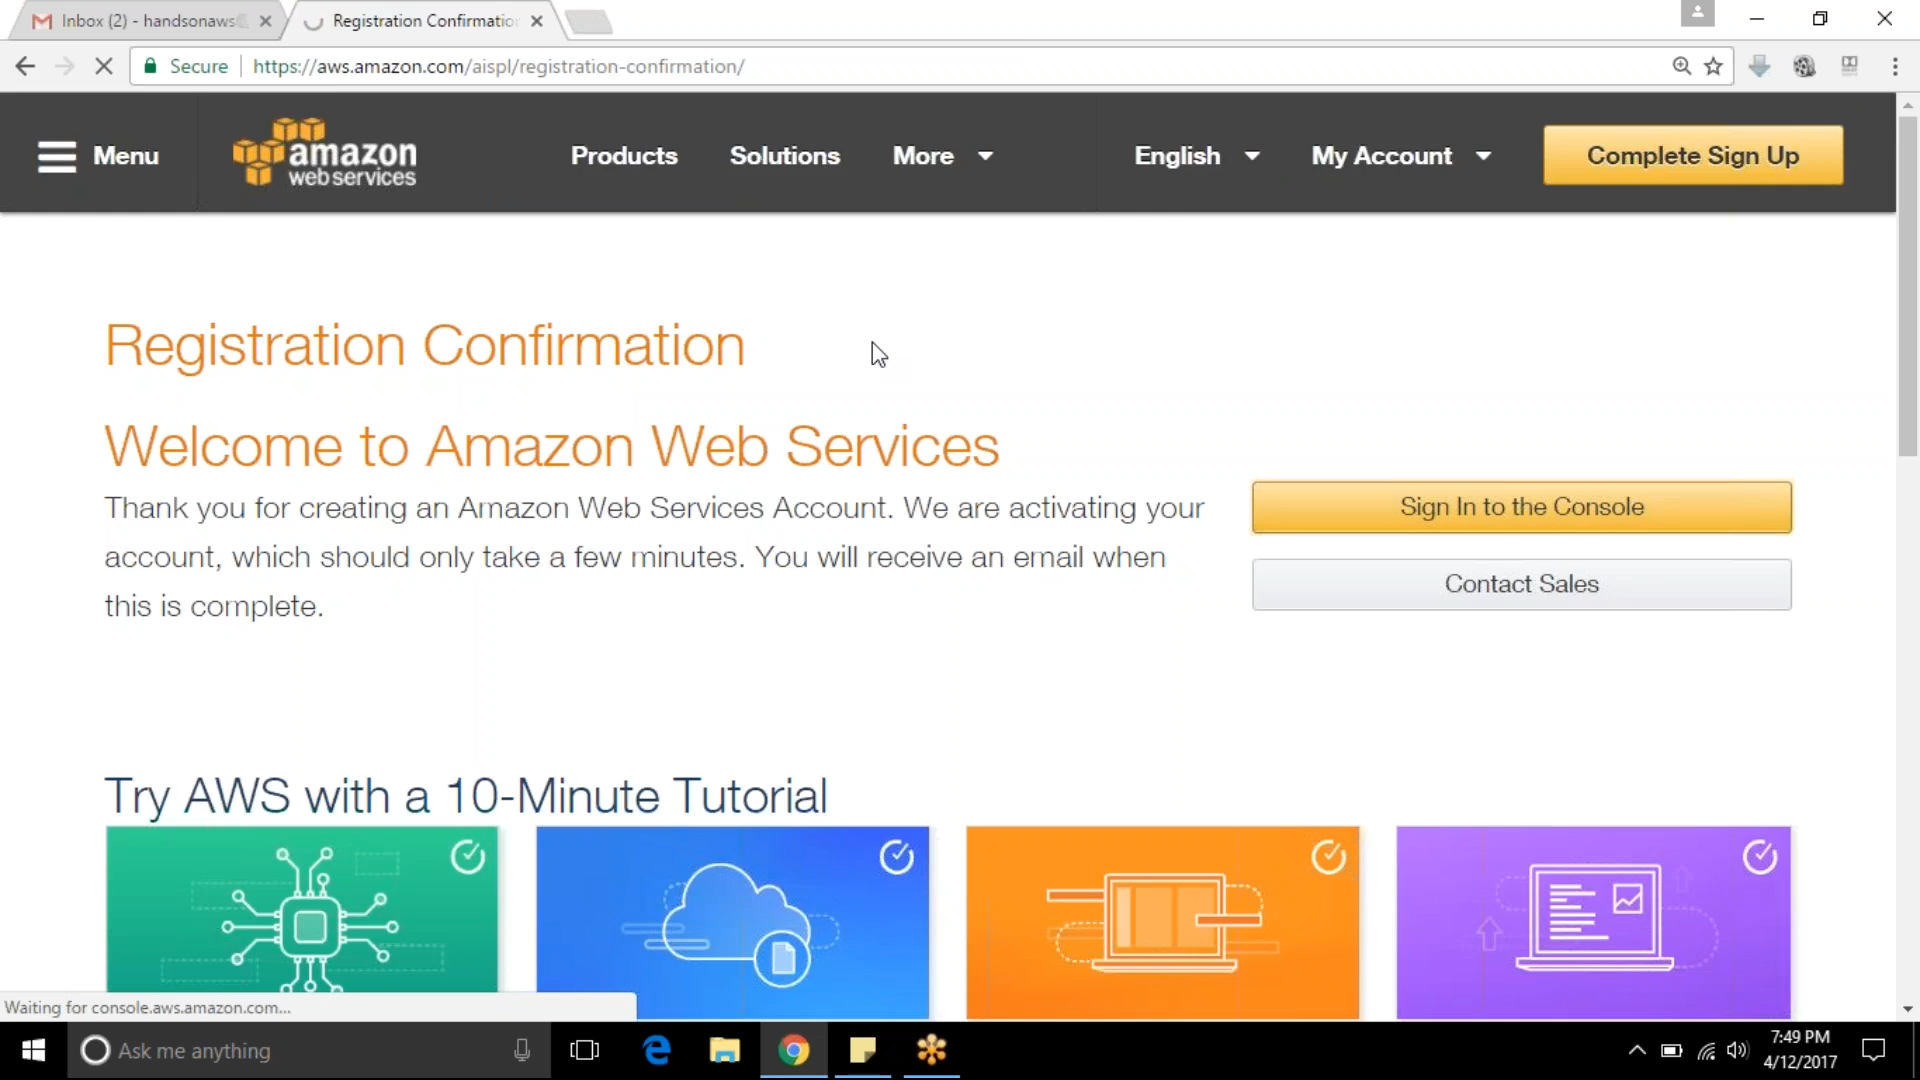 Inbox (2) - handsonaws
Registration Confirmatio
Secure
https://aws.amazon.com/aispl/registration-confirmation/
Menu
amazon
web services
Products
Solutions
More
English
My Account
Complete Sign Up
Registration Confirmation
Welcome to Amazon Web Services
Thank you for creating an Amazon Web Services Account. We are activating your
account, which should only take a few minutes. You will receive an email when
this is complete.
Sign In to the Console
Contact Sales
Try AWS with a 10-Minute Tutorial
Waiting for console.aws.amazon.com...
Ask me anything
7:49 PM
4/12/2017